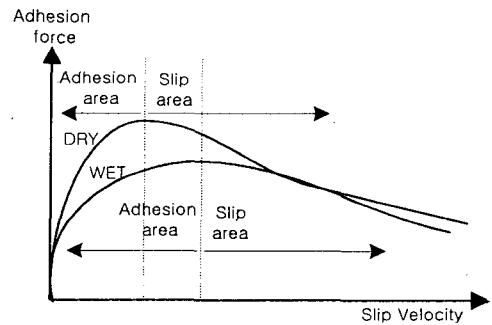 Adhesion
force
Adhesion
area
Slip
area
DRY
WET
Adhesion
area
Slip
area
Slip Velocity